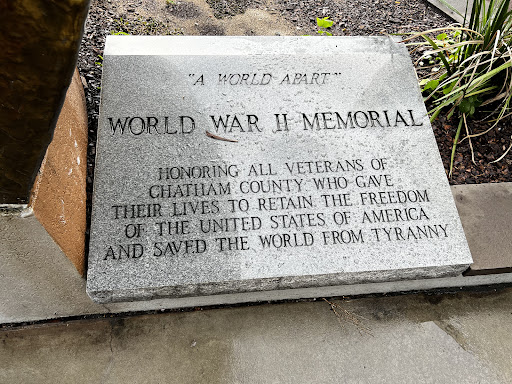 "A WORLD APART"
WORLD WAR II MEMORIAL
HONORING ALL VETERANS OF
CHATHAM COUNTY WHO GAVE
THEIR LIVES TO RETAIN THE FREEDOM
OF THE UNITED STATES OF AMERICA
AND SAVED THE WORLD FROM TYRANNY